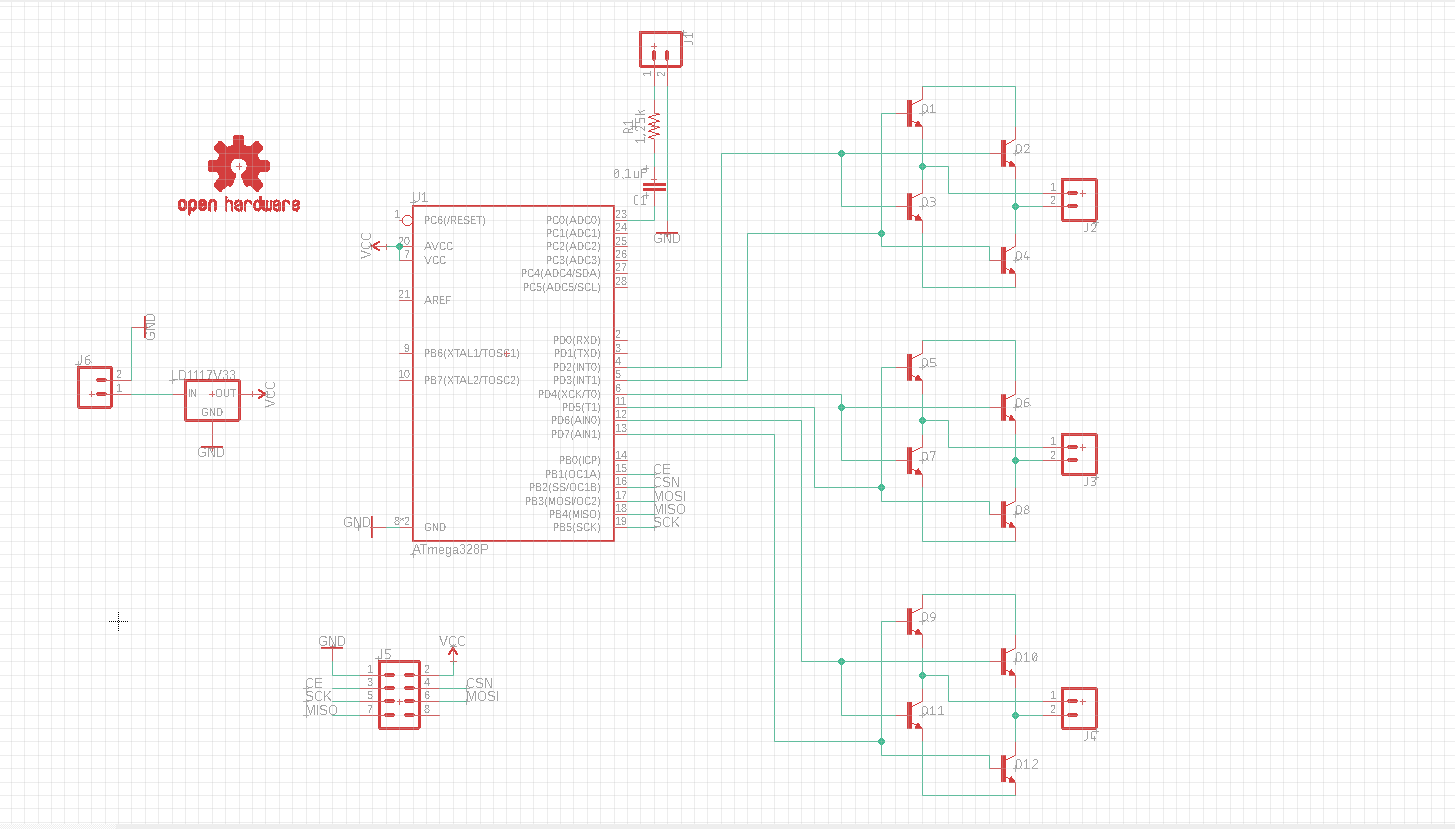 J1
1 2
R1
1.25k
0.1uF
C1
GND
open hardware
U1
1 PC6(/RESET)
VCC
20 AVCC
7 VCC
21 AREF
9 PB6(XTAL1/TOSC1)
10 PB7(XTAL2/TOSC2)
GND 8*2 GND
PC0(ADC0) 23
PC1(ADC1) 24
PC2(ADC2) 25
PC3(ADC3) 26
PC4(ADC4/SDA) 27
PC5(ADC5/SCL) 28
PD0(RXD) 2
PD1(TXD) 3
PD2(INT0) 4
PD3(INT1) 5
PD4(XCK/T0) 6
PD5(T1) 11
PD6(AIN0) 12
PD7(AIN1) 13
PB0(ICP) 14
PB1(OC1A) 15 CE
PB2(SS/OC1B) 16 CSN
PB3(MOSI/OC2) 17 MOSI
PB4(MISO) 18 MISO
PB5(SCK) 19 SCK
ATmega328P
GND
J6
2
1
LD1117V33
IN OUT
GND
VCC
GND
GND
VCC
J5
1 2
CE 3 4 CSN
SCK 5 6 MOSI
MISO 7 8
Q1
Q2
Q3
Q4
1
2
J2
Q5
Q6
Q7
Q8
1
2
J3
Q9
Q10
Q11
Q12
1
2
J4